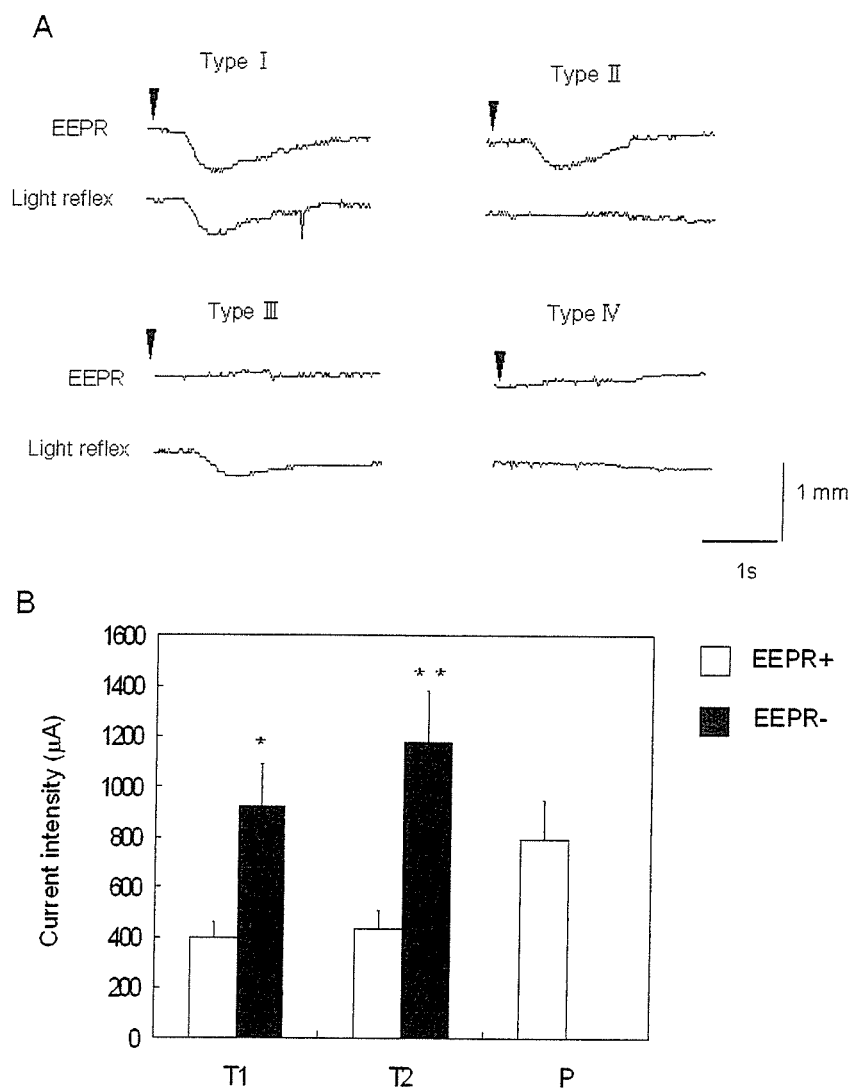 A
Type Ⅰ
Type Ⅱ
EEPR
Light reflex
Type Ⅲ
Type Ⅳ
EEPR
Light reflex
1 mm
1s
B
1600
1400
1200
1000
800
600
400
200
0
Current intensity (μA)
*
* *
T1
T2
P
EEPR+
EEPR-